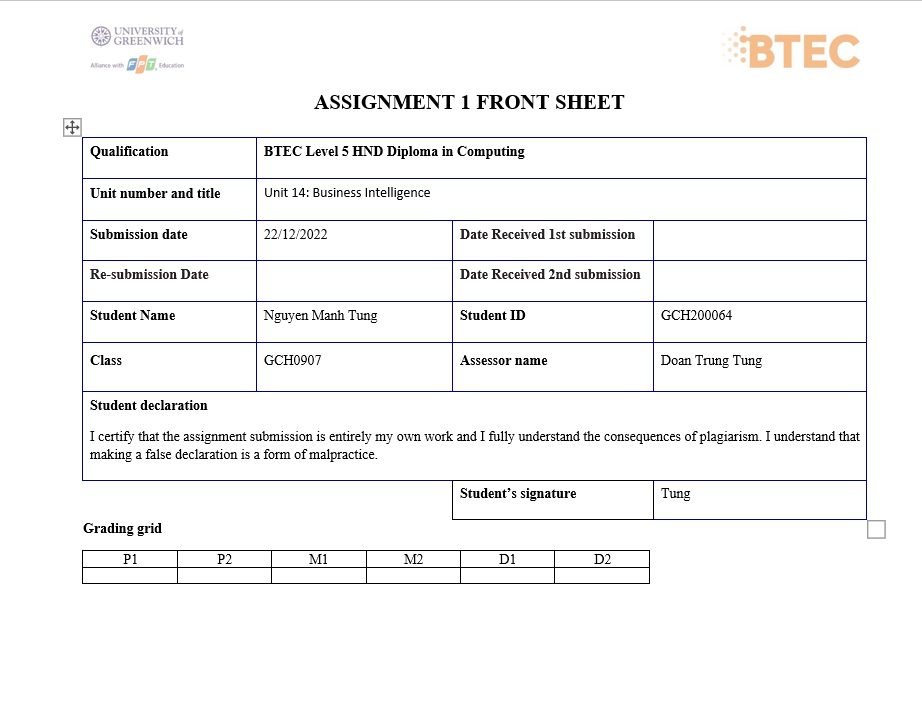 UNIVERSITY of
GREENWICH
Alliance with FPT. Education
BTEC
ASSIGNMENT 1 FRONT SHEET
Qualification BTEC Level 5 HND Diploma in Computing
Unit number and title Unit 14: Business Intelligence
Submission date 22/12/2022 Date Received 1st submission
Re-submission Date Date Received 2nd submission
Student Name Nguyen Manh Tung Student ID GCH200064
Class GCH0907 Assessor name Doan Trung Tung
Student declaration
I certify that the assignment submission is entirely my own work and I fully understand the consequences of plagiarism. I understand that
making a false declaration is a form of malpractice.
Student’s signature Tung
Grading grid
P1 P2 M1 M2 D1 D2